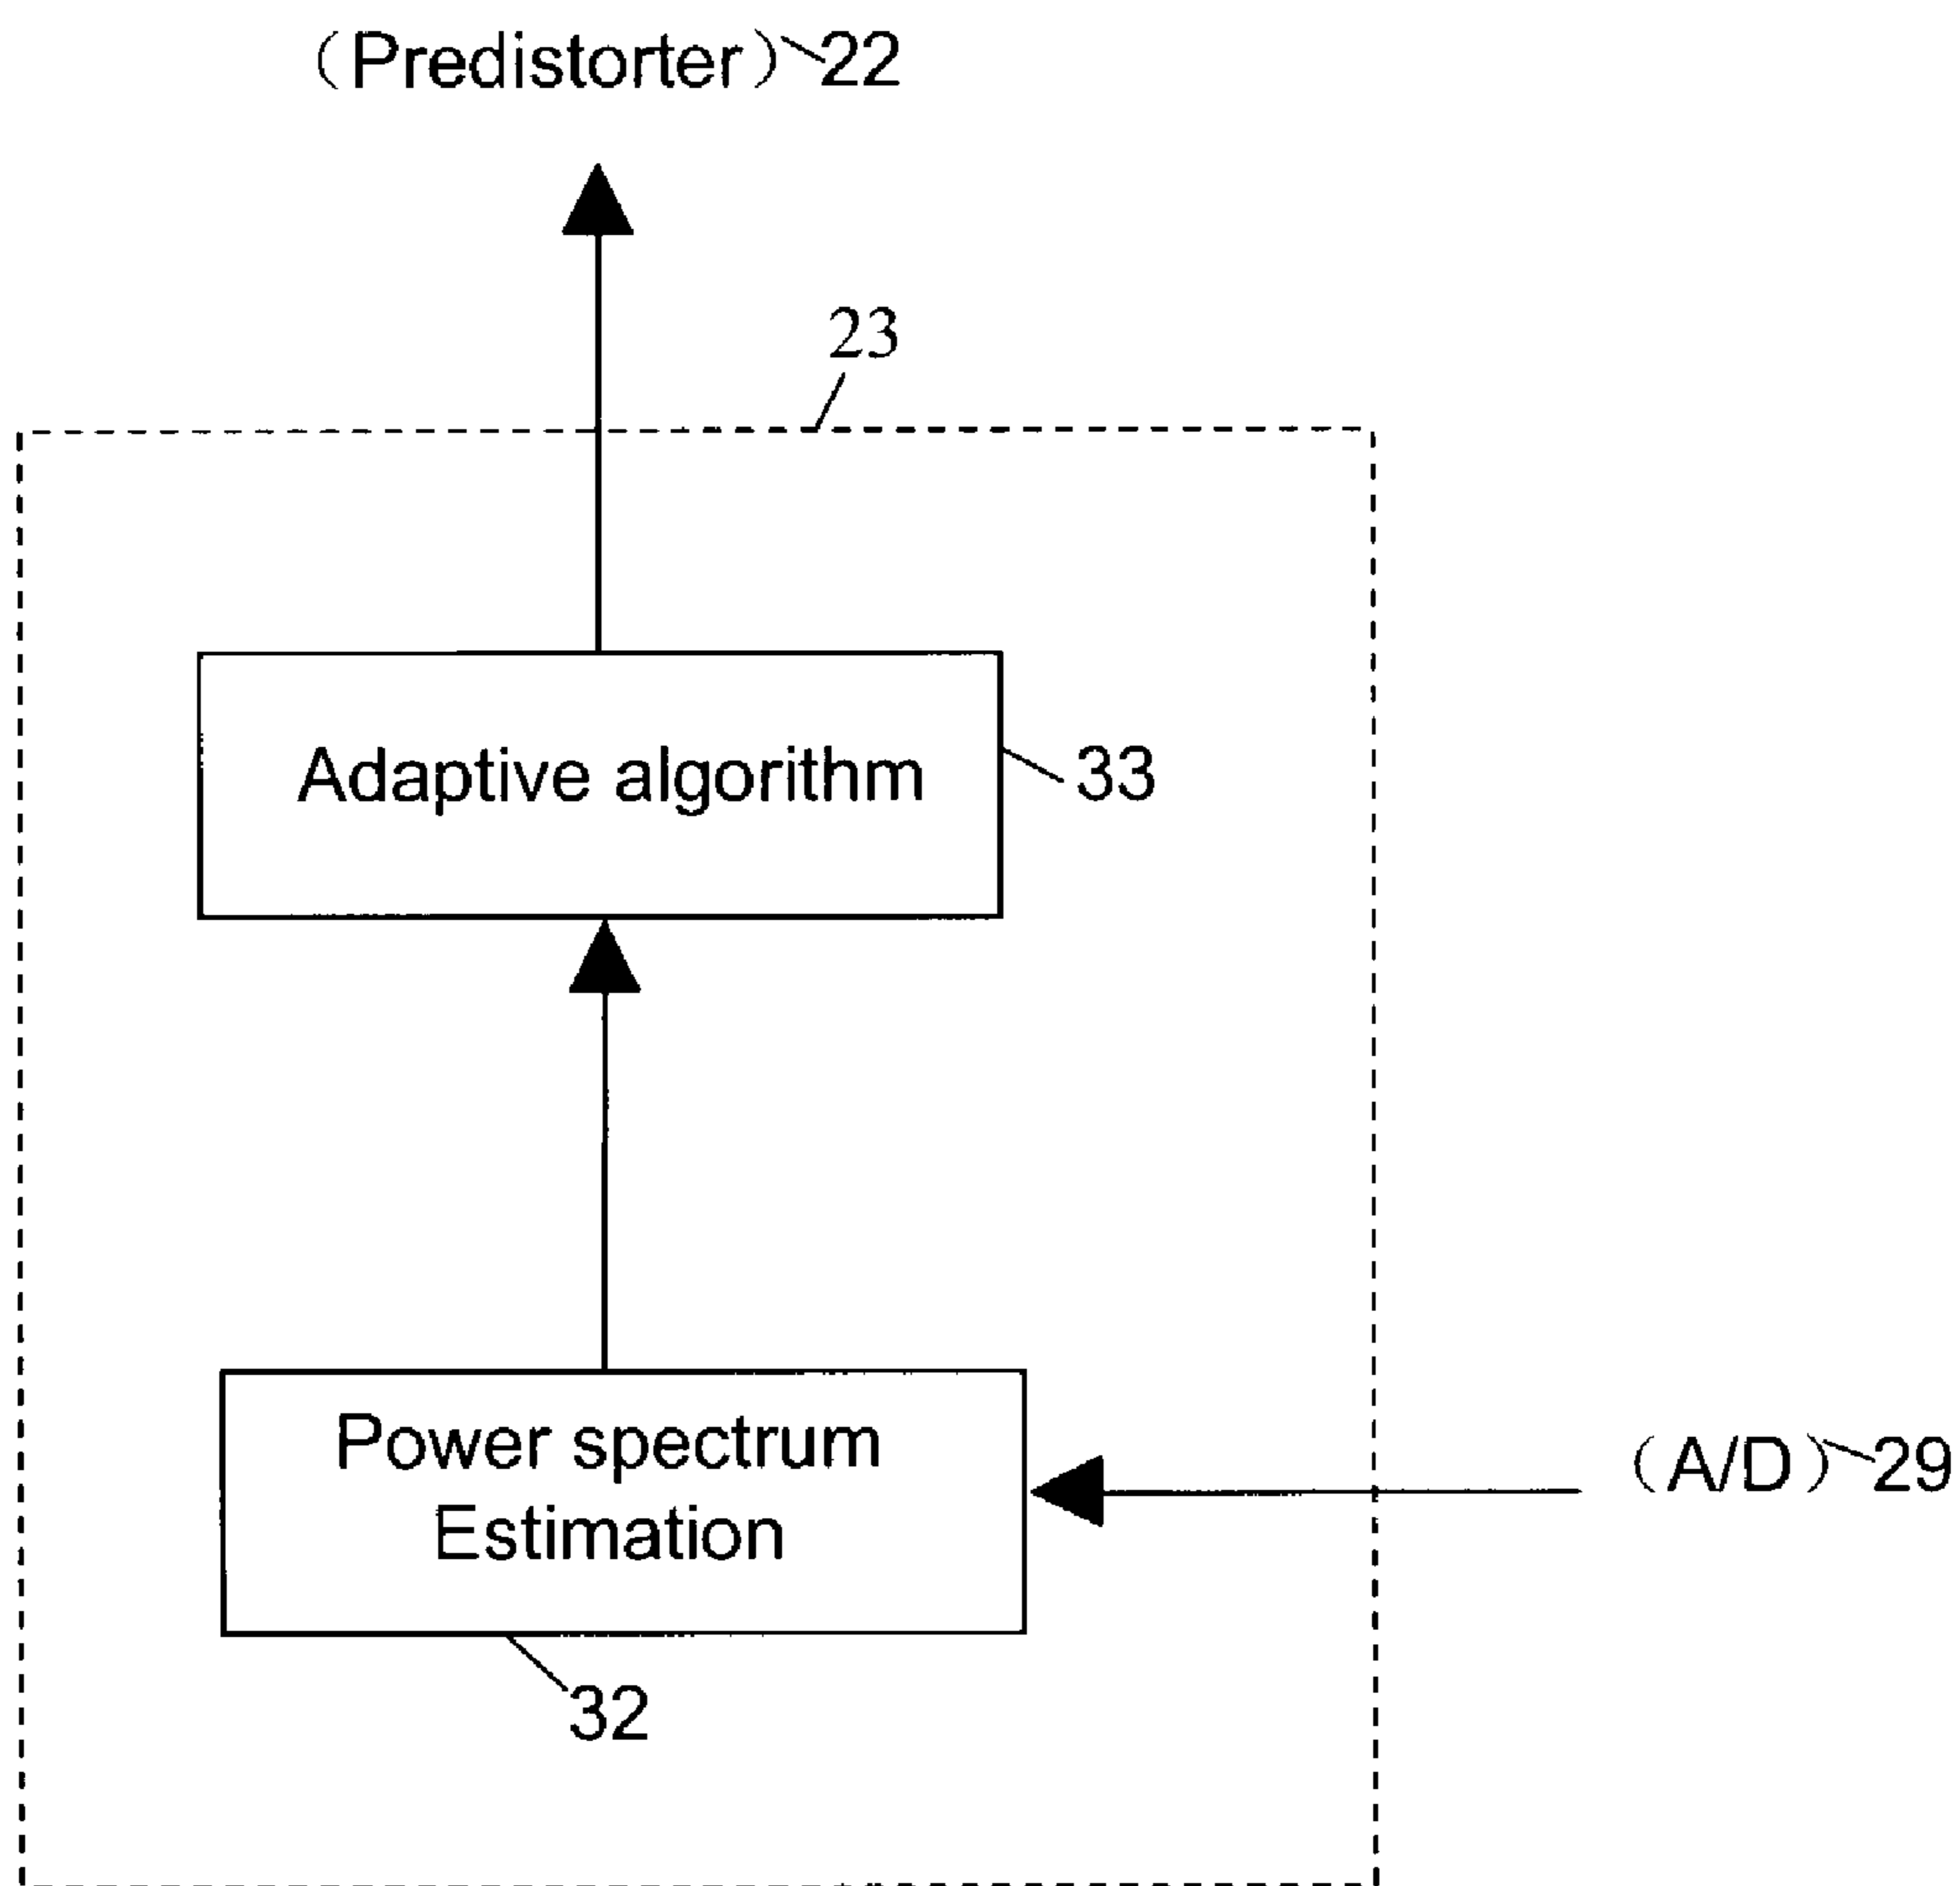 （Predistorter）22
23
Adaptive algorithm
33
Power spectrum
Estimation
（A/D）29
32